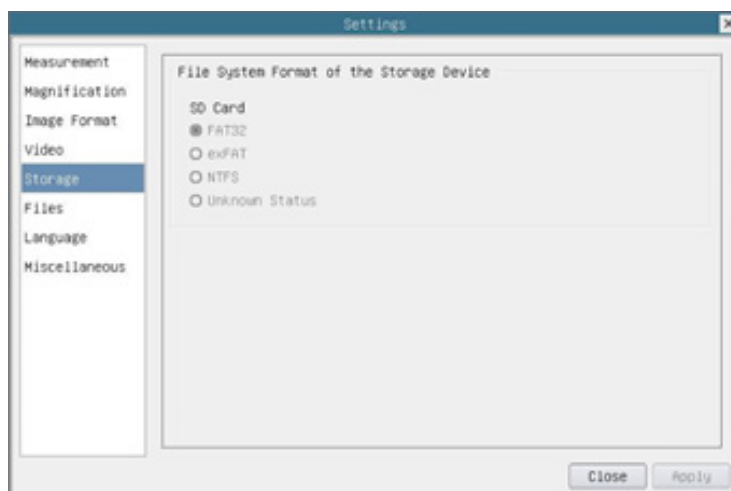 Settings
Measurement
Magnification
Image Format
Video
Storage
Files
Language
Miscellaneous
File System Format of the Storage Device
SD Card
FAT32
exFAT
NTFS
Unknown Status
Close
Apply